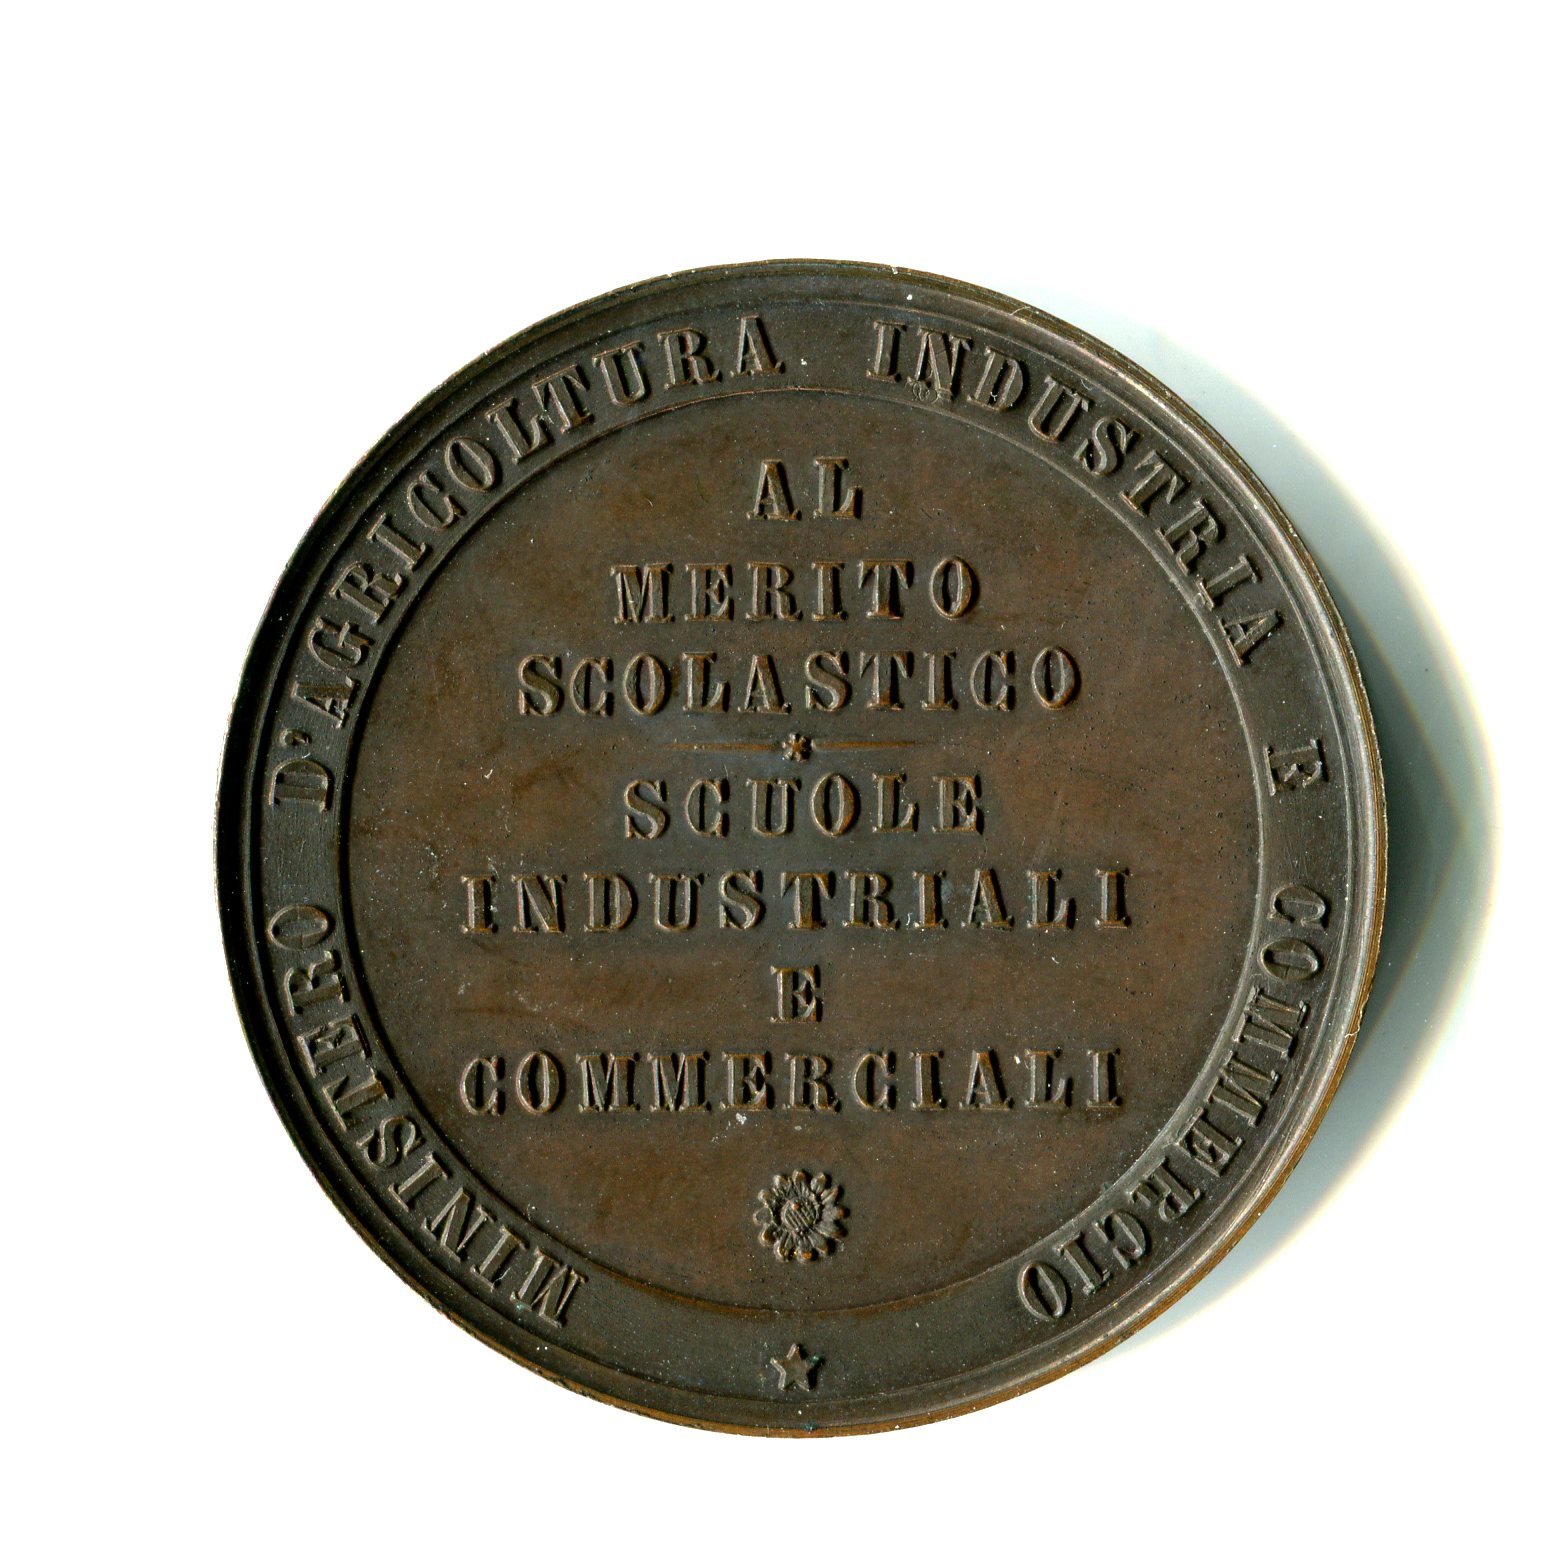 MINISTERO D'AGRICOLTURA INDUSTRIA E COMMERCIO
AL
MERITO
SCOLASTICO
SCUOLE
INDUSTRIALI
E
COMMERCIALI